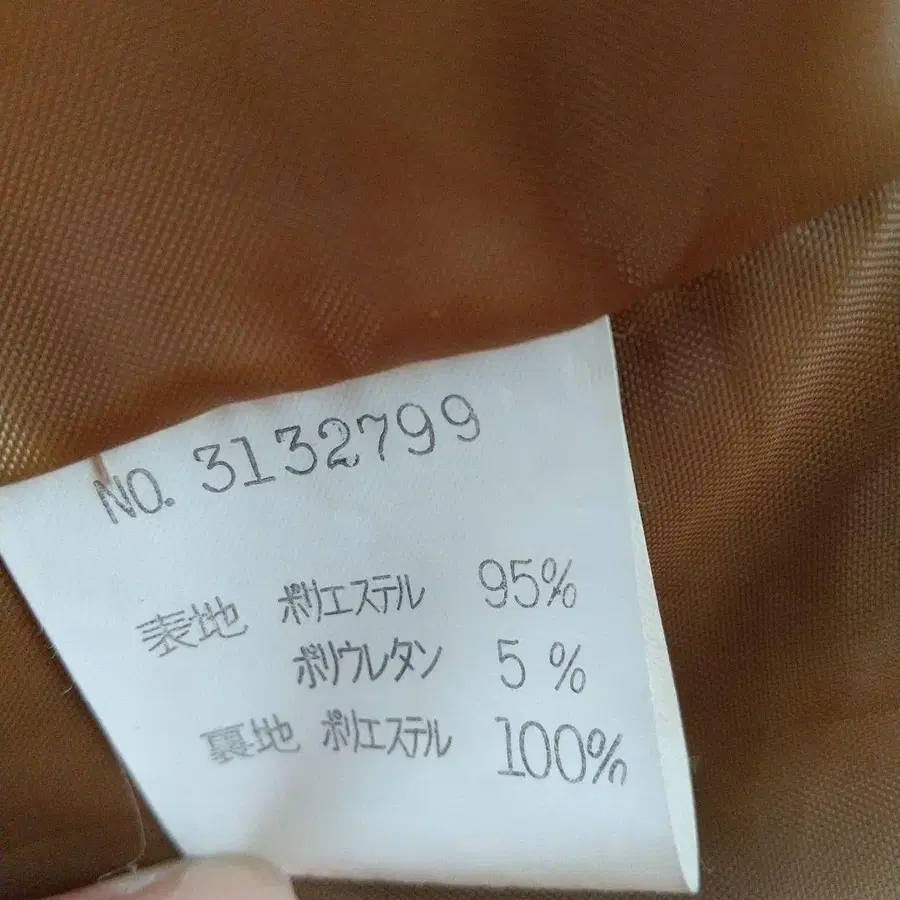 NO. 3132799
表地 ポリエステル 95%
ポリウレタン 5%
裏地 ポリエステル 100%